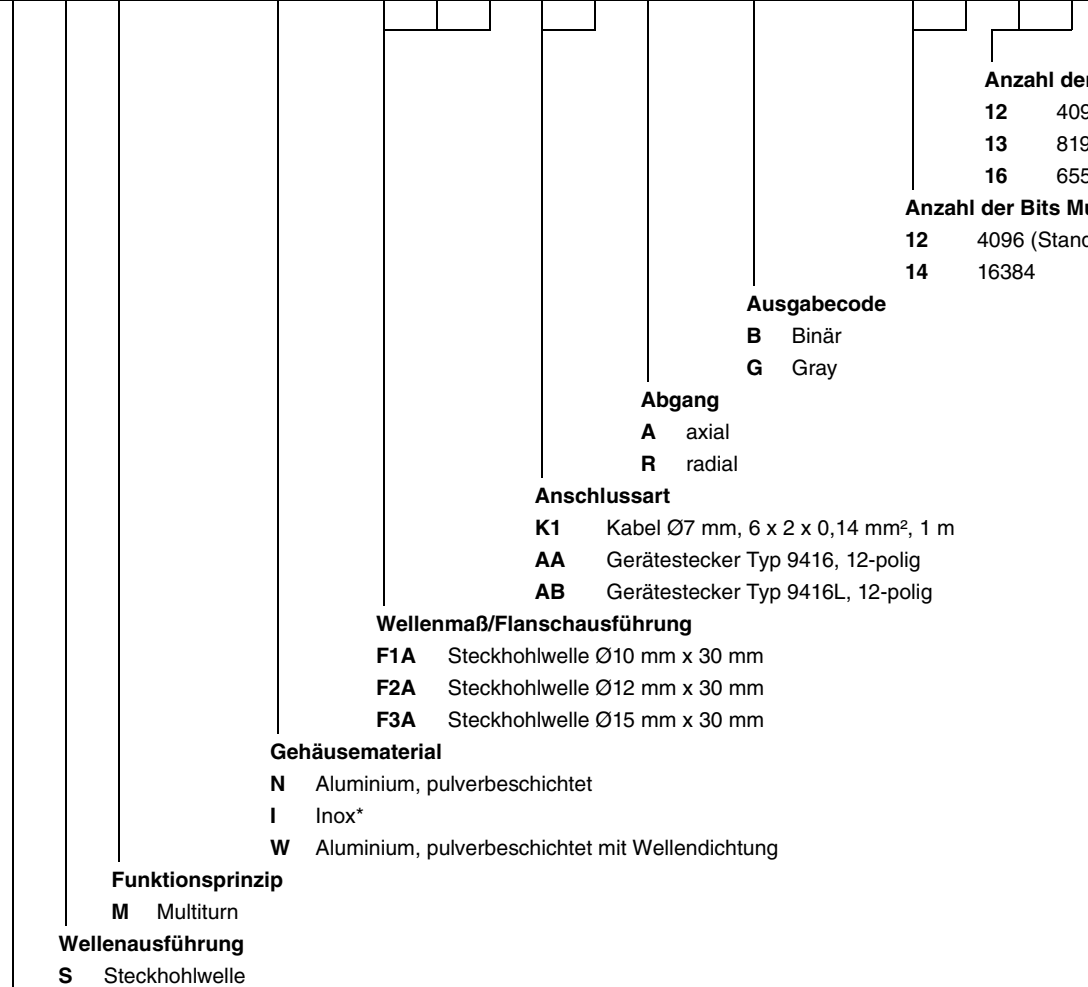 Anzahl der
12 409
13 819
16 655
Anzahl der Bits Mu
12 4096 (Stand
14 16384
Ausgabecode
B Binär
G Gray
Abgang
A axial
R radial
Anschlussart
K1 Kabel Ø7 mm, 6 x 2 x 0,14 mm², 1 m
AA Gerätestecker Typ 9416, 12-polig
AB Gerätestecker Typ 9416L, 12-polig
Wellenmaß/Flanschausführung
F1A Steckhohlwelle Ø10 mm x 30 mm
F2A Steckhohlwelle Ø12 mm x 30 mm
F3A Steckhohlwelle Ø15 mm x 30 mm
Gehäusematerial
N Aluminium, pulverbeschichtet
I Inox*
W Aluminium, pulverbeschichtet mit Wellendichtung
Funktionsprinzip
M Multiturn
Wellenausführung
S Steckhohlwelle